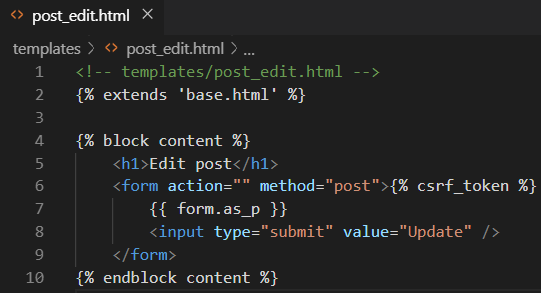 post_edit.html
templates > post_edit.html > ...
1 <!-- templates/post_edit.html -->
2 {% extends 'base.html' %}
3
4 {% block content %}
5     <h1>Edit post</h1>
6     <form action="" method="post">{% csrf_token %}
7         {{ form.as_p }}
8         <input type="submit" value="Update" />
9     </form>
10 {% endblock content %}